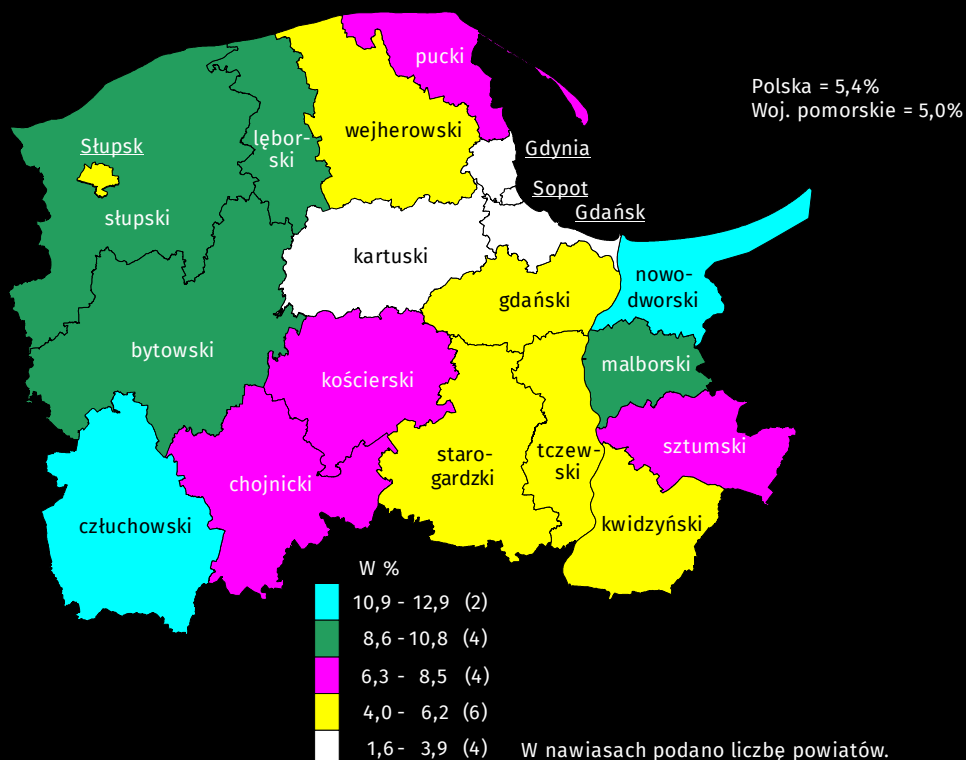 pucki
Polska = 5,4%
Woj. pomorskie = 5,0%
wejherowski
lębor-
ski
Słupsk
Gdynia
Sopot
Gdańsk
słupski
kartuski
nowo-
dworski
gdański
bytowski
malborski
kościerski
staro-
gardzki
tczew-
ski
sztumski
chojnicki
człuchowski
kwidzyński
W %
10,9 - 12,9 (2)
8,6 - 10,8 (4)
6,3 - 8,5 (4)
4,0 - 6,2 (6)
1,6 - 3,9 (4)
W nawiasach podano liczbę powiatów.